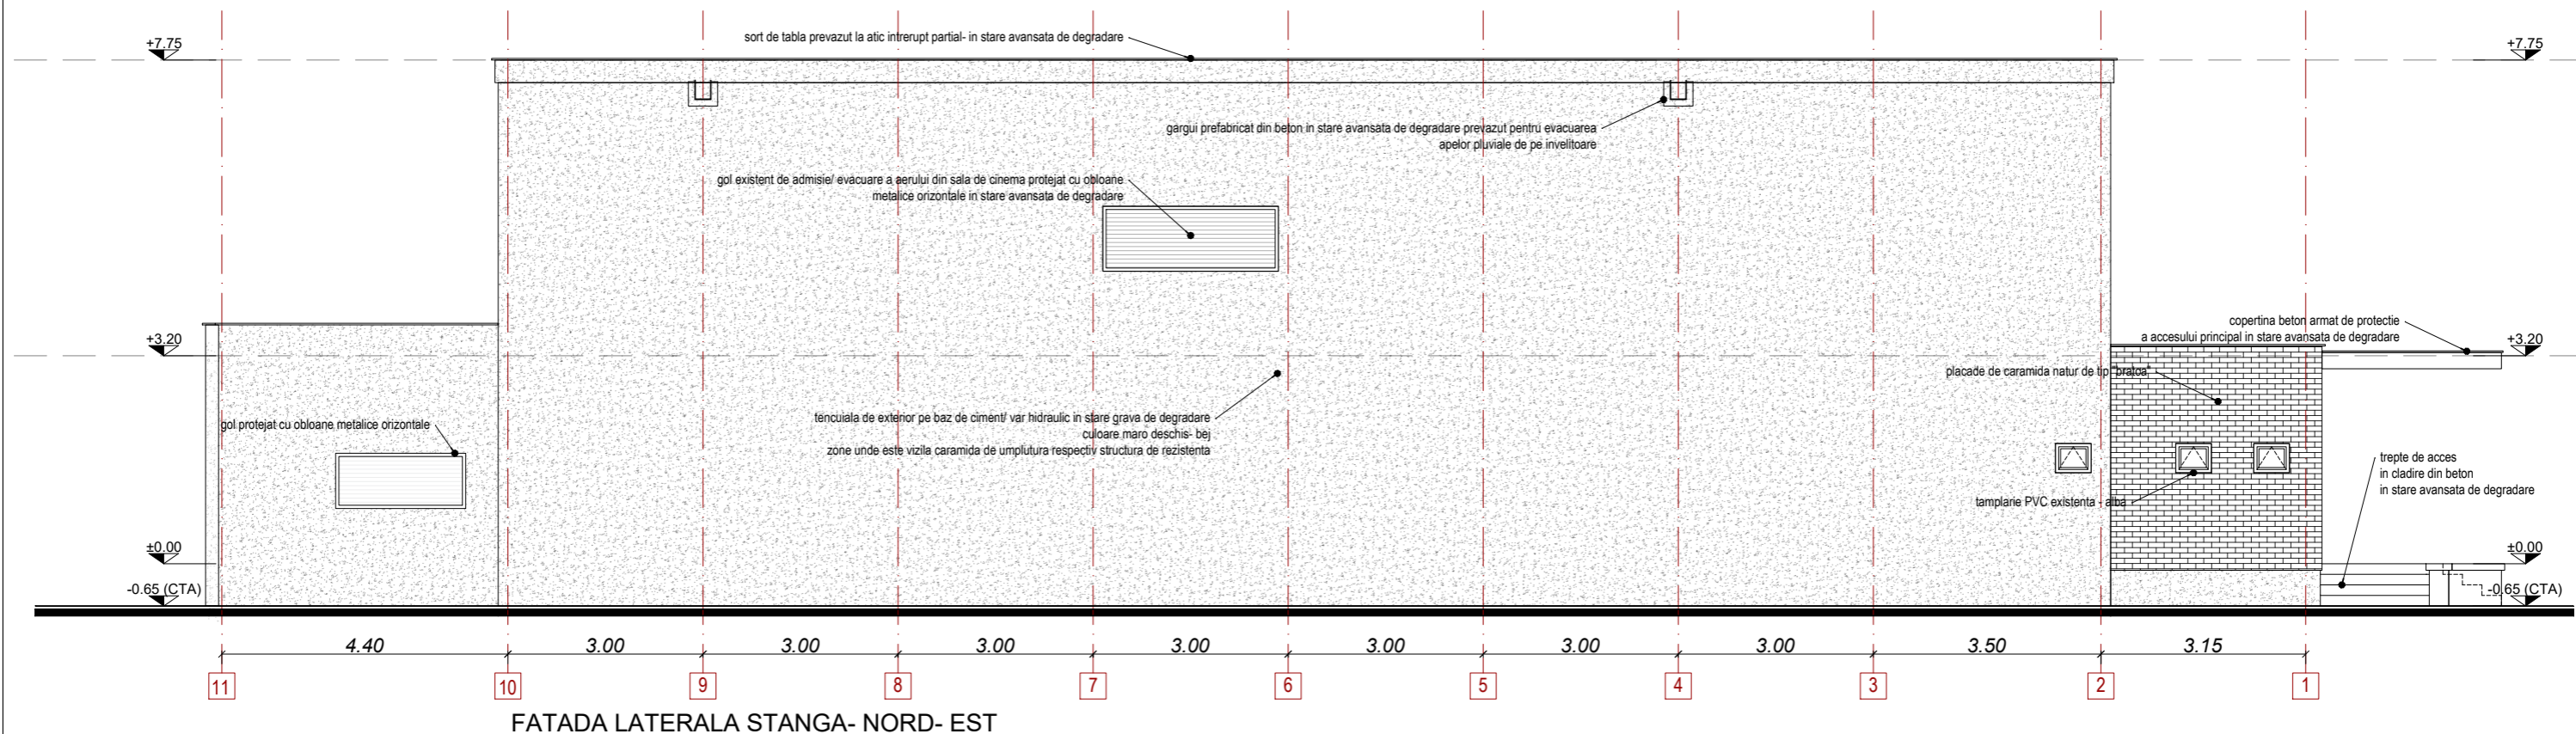 +7.75
sort de tabla prevazut la atic intrerupt partial- in stare avansata de degradare
+7.75
gargui prefabricat din beton in stare avansata de degradare prevazut pentru evacuarea
apelor pluviale de pe invelitoare
gol existent de admisie/ evacuare a aerului din sala de cinema protejat cu obloane
metalice orizontale in stare avansata de degradare
+3.20
copertina beton armat de protectie
a accesului principal in stare avansata de degradare
+3.20
placade de caramida natur de tip "bratca"
tencuiala de exterior pe baz de ciment/ var hidraulic in stare grava de degradare
culoare maro deschis- bej
zone unde este vizila caramida de umplutura respectiv structura de rezistenta
gol protejat cu obloane metalice orizontale
trepte de acces
in cladire din beton
in stare avansata de degradare
tamplarie PVC existenta - alba
±0.00
±0.00
-0.65 (CTA)
-0.65 (CTA)
4.40 3.00 3.00 3.00 3.00 3.00 3.00 3.00 3.50 3.15
11 10 9 8 7 6 5 4 3 2 1
FATADA LATERALA STANGA- NORD- EST